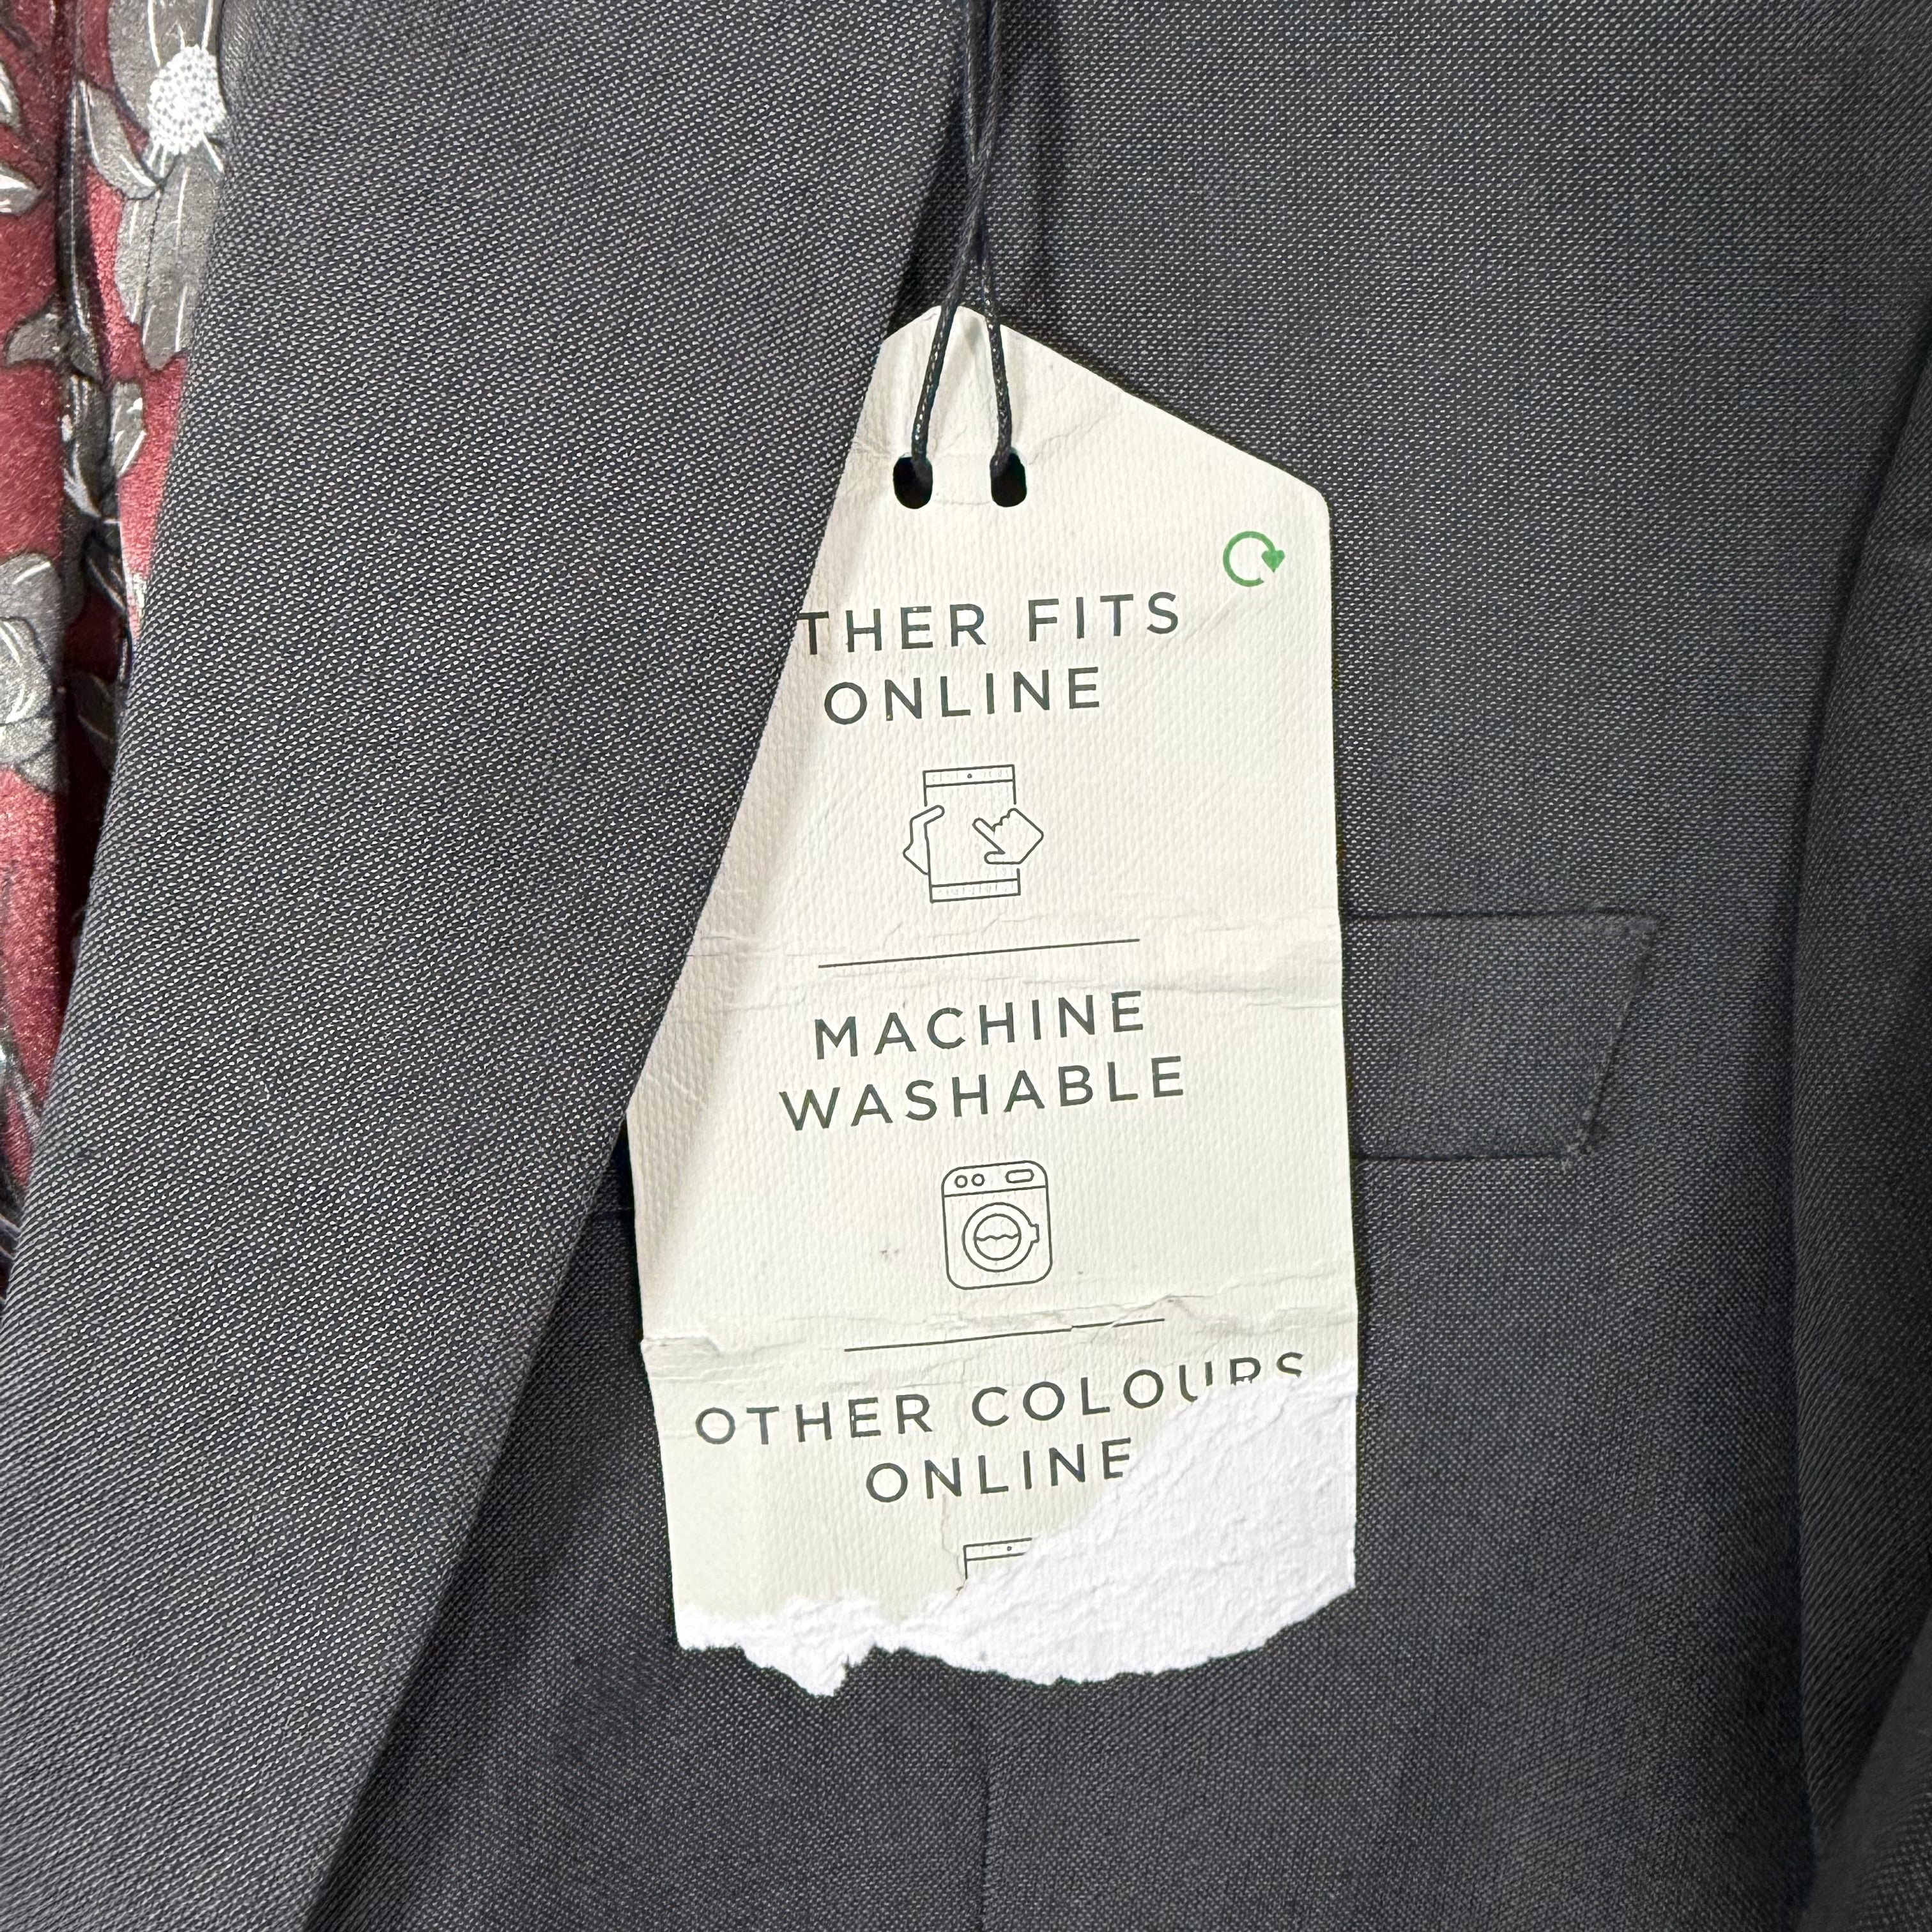 THER FITS
ONLINE
MACHINE
WASHABLE
OTHER COLOURS
ONLINE